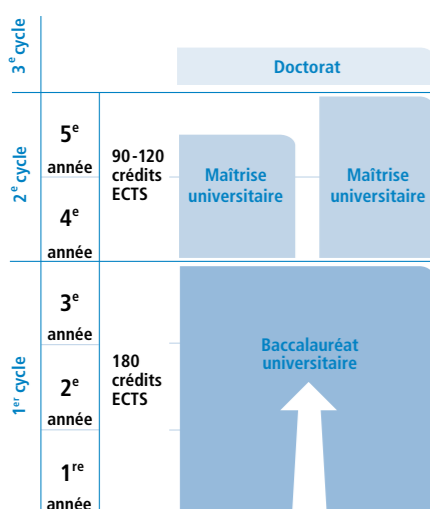 3e cycle
Doctorat
2e cycle
5e
année
4e
année
90-120
crédits
ECTS
Maîtrise
universitaire
Maîtrise
universitaire
1er cycle
3e
année
2e
année
1re
année
180
crédits
ECTS
Baccalauréat
universitaire